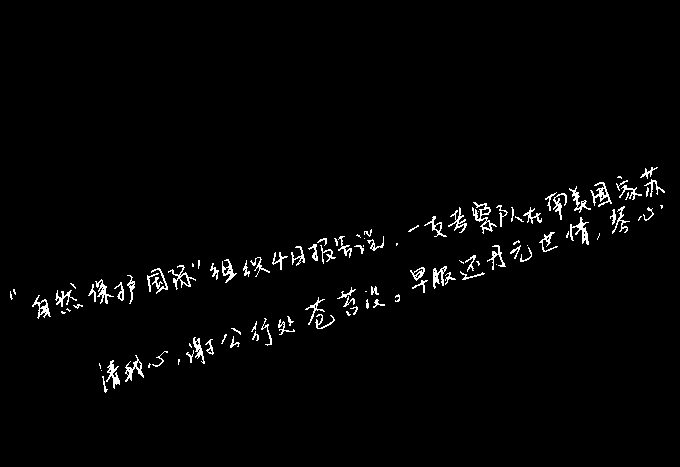 “自然保护国际”组织4日报告说，一支考察队在南美国家苏
清我心，谢公行处苍苔没。早服还丹无世情，琴心